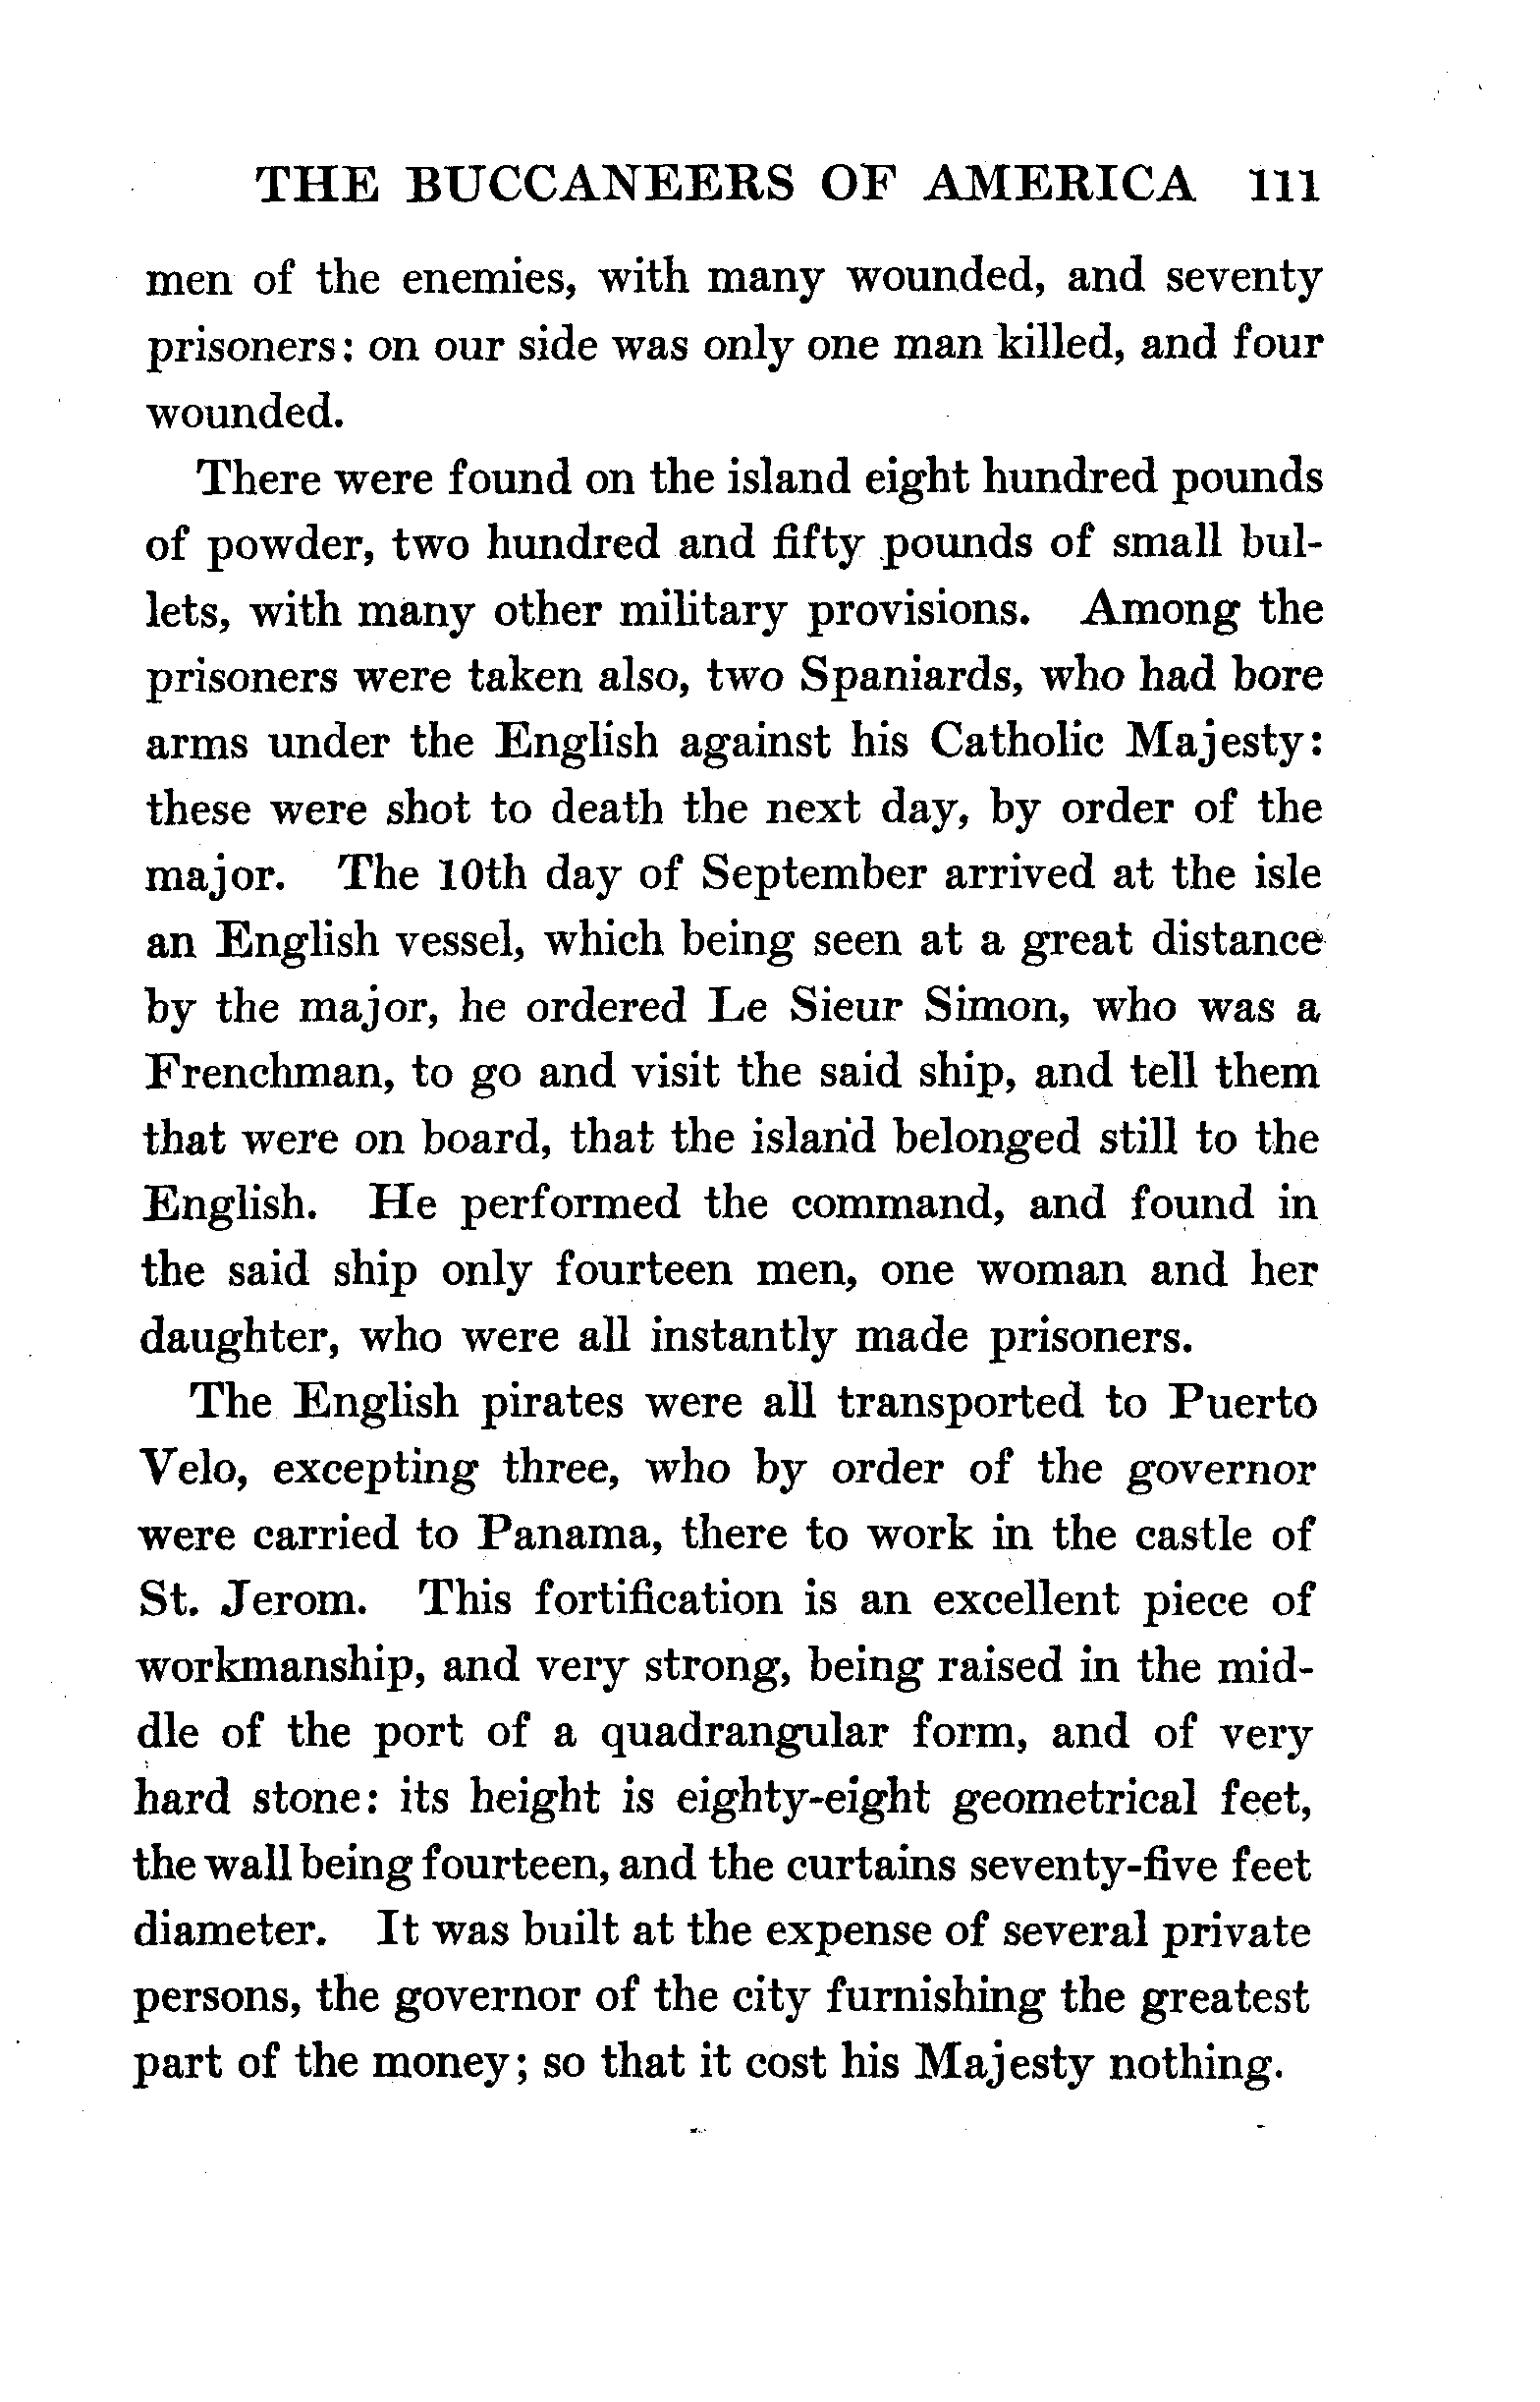 THE BUCCANEERS OF AMERICA 111
men of the enemies, with many wounded, and seventy
prisoners: on our side was only one man killed, and four
wounded.
There were found on the island eight hundred pounds
of powder, two hundred and fifty pounds of small bul-
lets, with many other military provisions. Among the
prisoners were taken also, two Spaniards, who had bore
arms under the English against his Catholic Majesty:
these were shot to death the next day, by order of the
major. The 10th day of September arrived at the isle
an English vessel, which being seen at a great distance
by the major, he ordered Le Sieur Simon, who was a
Frenchman, to go and visit the said ship, and tell them
that were on board, that the island belonged still to the
English. He performed the command, and found in
the said ship only fourteen men, one woman and her
daughter, who were all instantly made prisoners.
The English pirates were all transported to Puerto
Velo, excepting three, who by order of the governor
were carried to Panama, there to work in the castle of
St. Jerom. This fortification is an excellent piece of
workmanship, and very strong, being raised in the mid-
dle of the port of a quadrangular form, and of very
hard stone: its height is eighty-eight geometrical feet,
the wall being fourteen, and the curtains seventy-five feet
diameter. It was built at the expense of several private
persons, the governor of the city furnishing the greatest
part of the money; so that it cost his Majesty nothing.